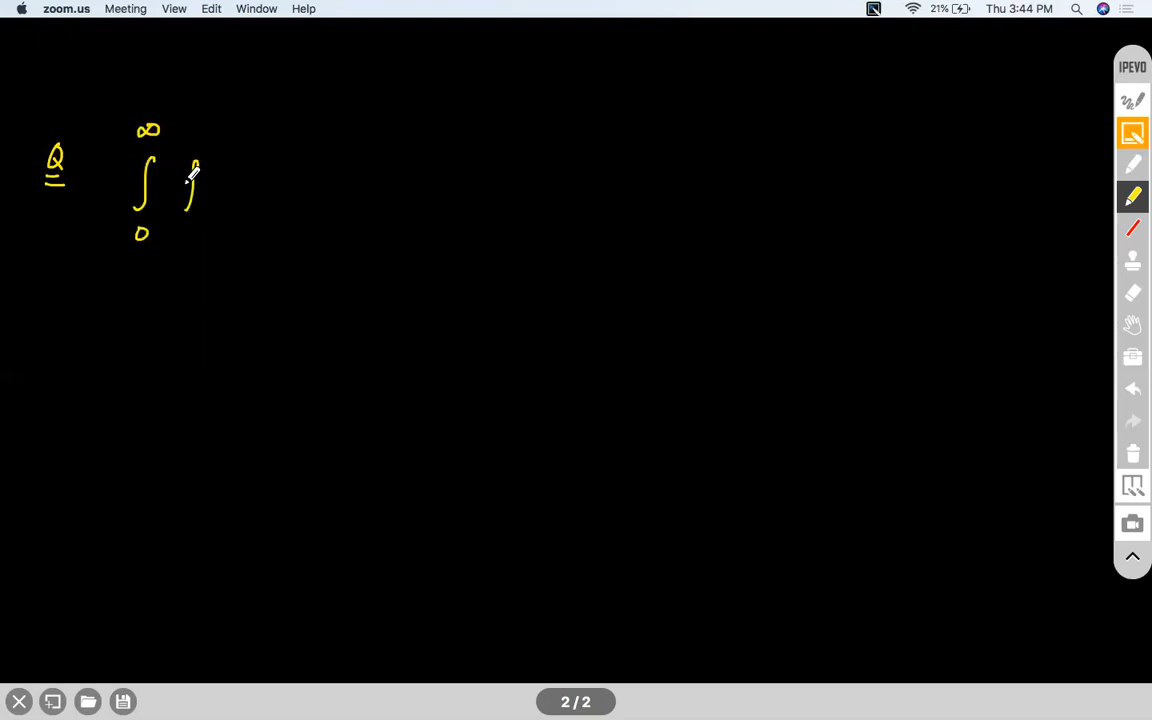 zoom.us Meeting View Edit Window Help 21% Thu 3:44 PM
IPEVO
∞
Q ∫
0
2 / 2